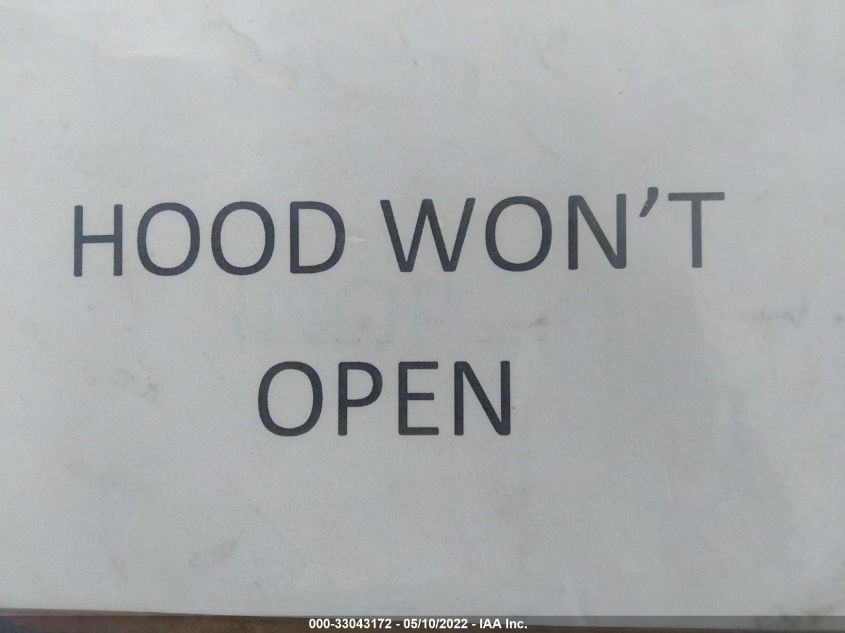 HOOD WON'T
OPEN
000-33043172 - 05/10/2022 - IAA Inc.